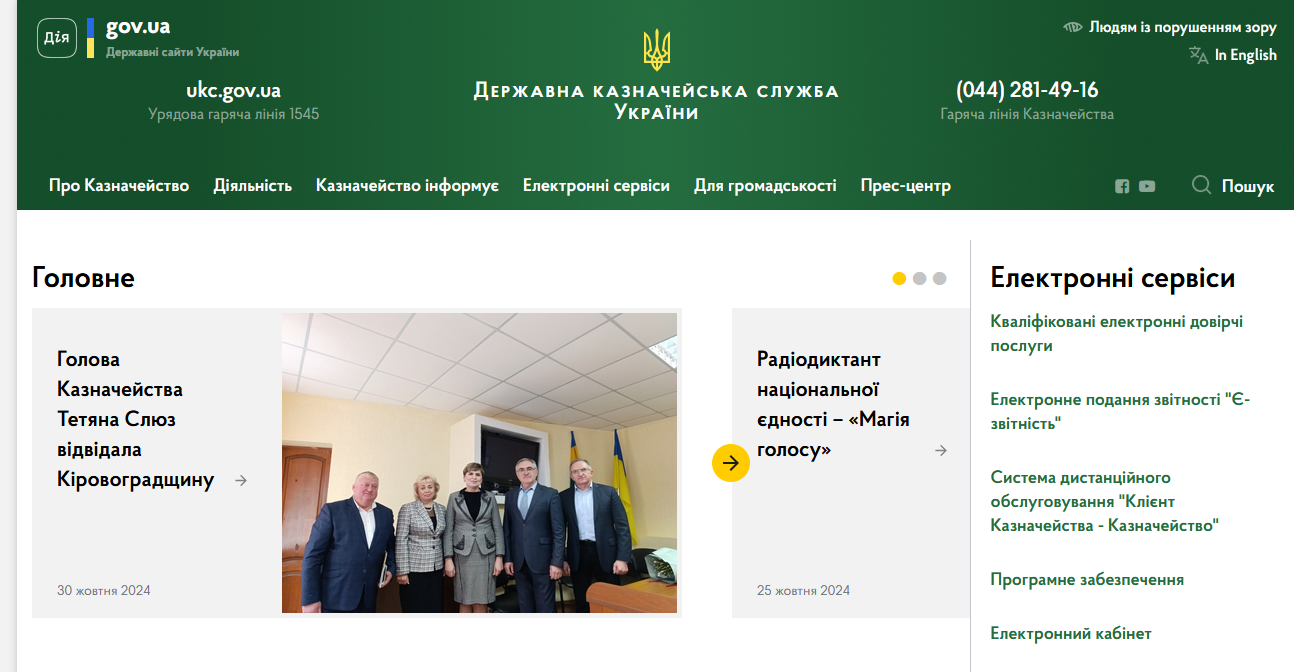 Дія
gov.ua
Державні сайти України
Людям із порушенням зору
In English
ukc.gov.ua
Урядова гаряча лінія 1545
Державна казначейська служба
України
(044) 281-49-16
Гаряча лінія Казначейства
Про Казначейство Діяльність Казначейство інформує Електронні сервіси Для громадськості Прес-центр Пошук
Головне
Голова
Казначейства
Тетяна Слюз
відвідала
Кіровоградщину
30 жовтня 2024
Радіодиктант
національної
єдності – «Магія
голосу»
25 жовтня 2024
Електронні сервіси
Кваліфіковані електронні довірчі
послуги
Електронне подання звітності "Є-
звітність"
Система дистанційного
обслуговування "Клієнт
Казначейства - Казначейство"
Програмне забезпечення
Електронний кабінет